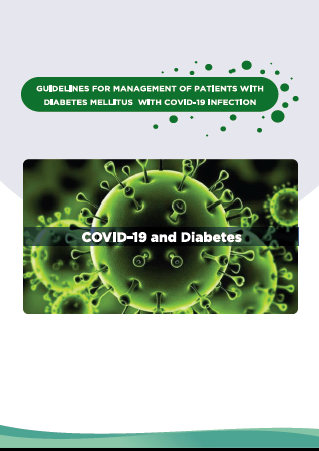 GUIDELINES FOR MANAGEMENT OF PATIENTS WITH
DIABETES MELLITUS WITH COVID-19 INFECTION
COVID-19 and Diabetes